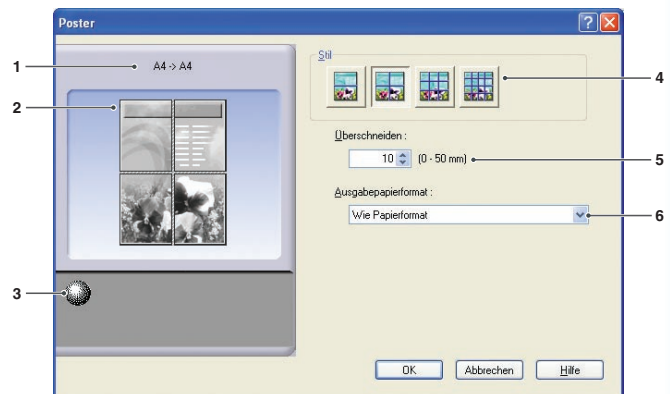 Poster
1
A4 -> A4
2
3
Stil
4
Überschneiden :
10 (0 - 50 mm)
5
Ausgabepapierformat :
Wie Papierformat
6
OK Abbrechen Hilfe